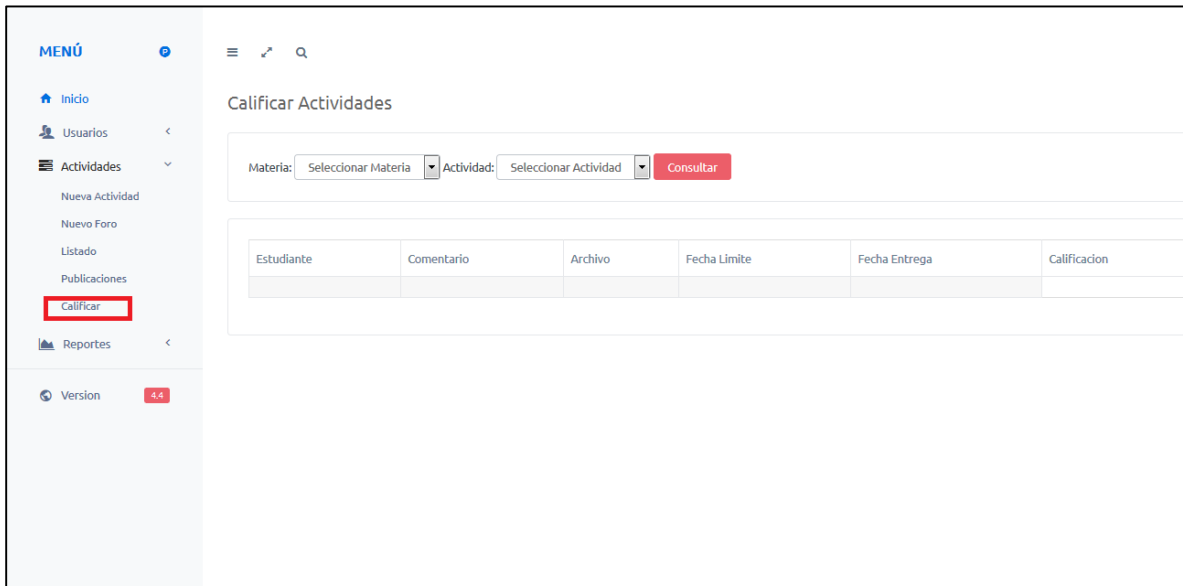 MENÚ P
Inicio
Usuarios
Actividades
Nueva Actividad
Nuevo Foro
Listado
Publicaciones
Calificar
Reportes
Version 4.4
Calificar Actividades
Materia: Seleccionar Materia Actividad: Seleccionar Actividad Consultar
Estudiante Comentario Archivo Fecha Limite Fecha Entrega Calificacion